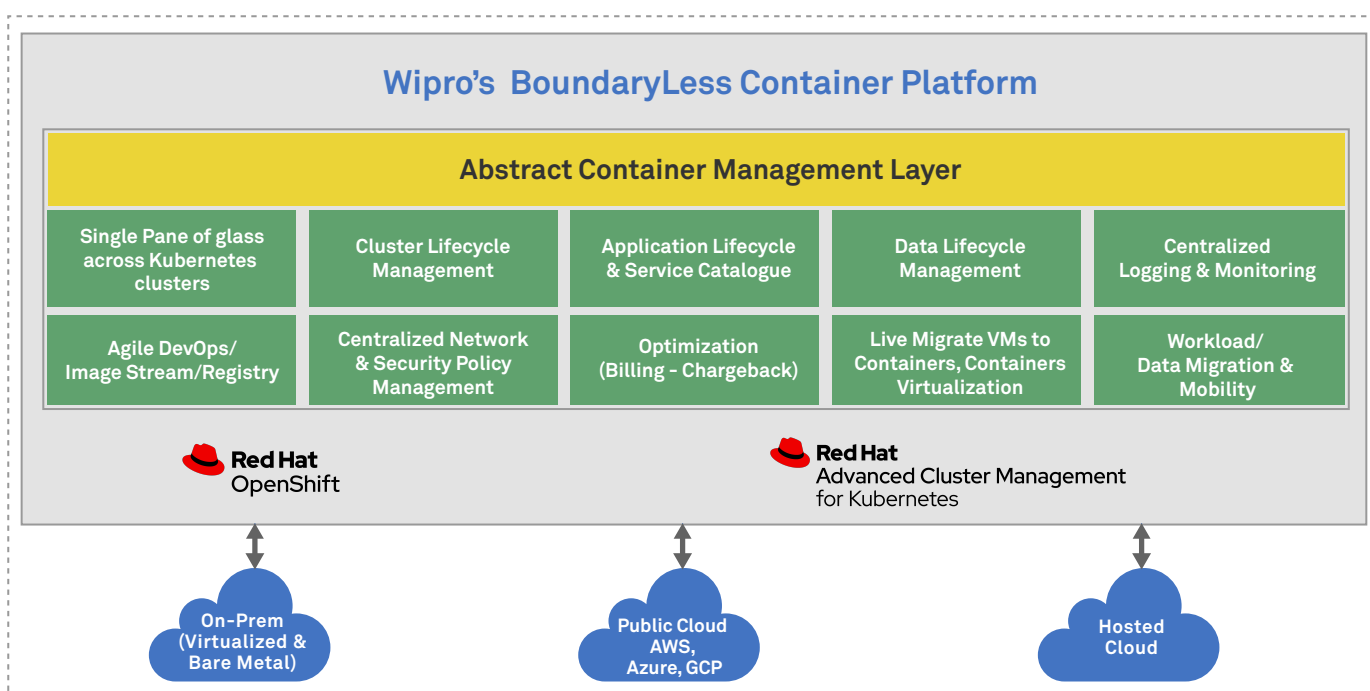 Wipro's BoundaryLess Container Platform
Abstract Container Management Layer
Single Pane of glass
across Kubernetes
clusters
Cluster Lifecycle
Management
Application Lifecycle
& Service Catalogue
Data Lifecycle
Management
Centralized
Logging & Monitoring
Agile DevOps/
Image Stream/Registry
Centralized Network
& Security Policy
Management
Optimization
(Billing - Chargeback)
Live Migrate VMs to
Containers, Containers
Virtualization
Workload/
Data Migration &
Mobility
Red Hat
OpenShift
Red Hat
Advanced Cluster Management
for Kubernetes
On-Prem
(Virtualized &
Bare Metal)
Public Cloud
AWS,
Azure, GCP
Hosted
Cloud